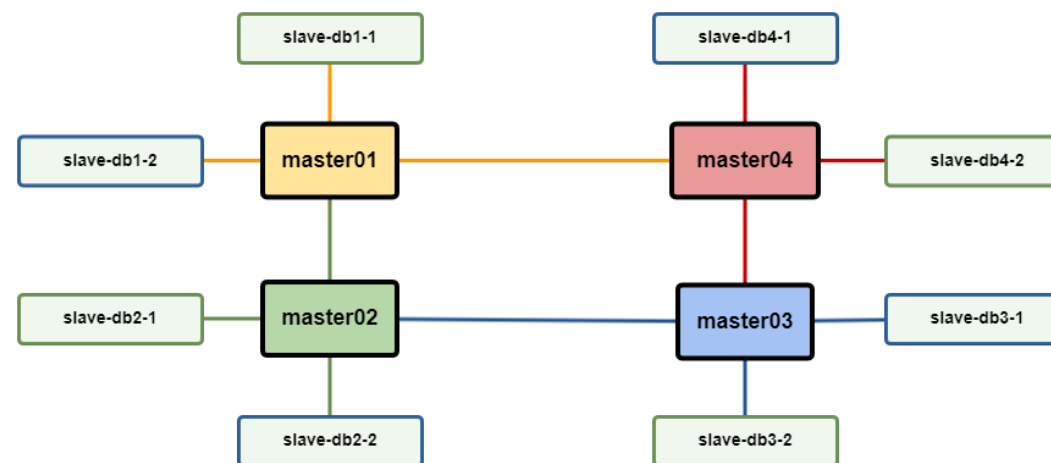 slave-db1-1
slave-db4-1
slave-db1-2
master01
master04
slave-db4-2
slave-db2-1
master02
master03
slave-db3-1
slave-db2-2
slave-db3-2